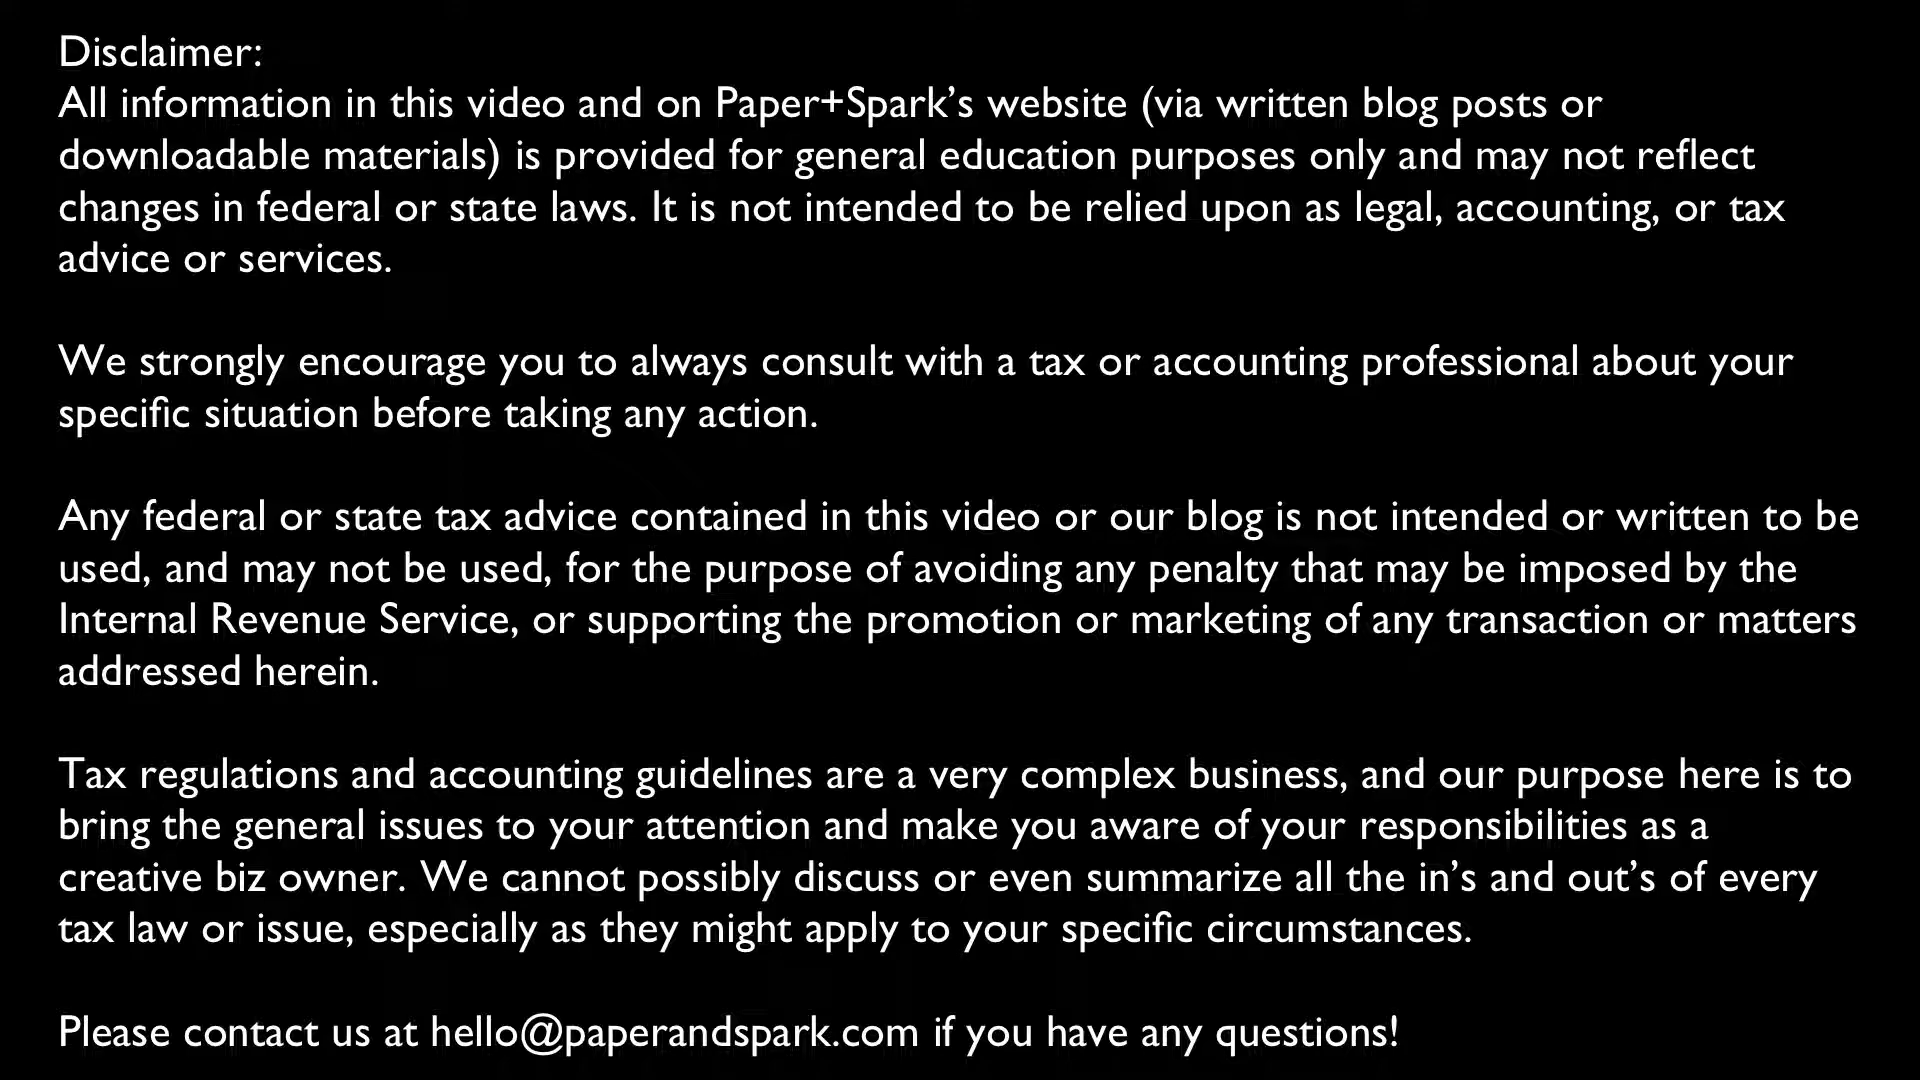 Disclaimer:
All information in this video and on Paper+Spark’s website (via written blog posts or
downloadable materials) is provided for general education purposes only and may not reflect
changes in federal or state laws. It is not intended to be relied upon as legal, accounting, or tax
advice or services.
We strongly encourage you to always consult with a tax or accounting professional about your
specific situation before taking any action.
Any federal or state tax advice contained in this video or our blog is not intended or written to be
used, and may not be used, for the purpose of avoiding any penalty that may be imposed by the
Internal Revenue Service, or supporting the promotion or marketing of any transaction or matters
addressed herein.
Tax regulations and accounting guidelines are a very complex business, and our purpose here is to
bring the general issues to your attention and make you aware of your responsibilities as a
creative biz owner. We cannot possibly discuss or even summarize all the in’s and out’s of every
tax law or issue, especially as they might apply to your specific circumstances.
Please contact us at hello@paperandspark.com if you have any questions!